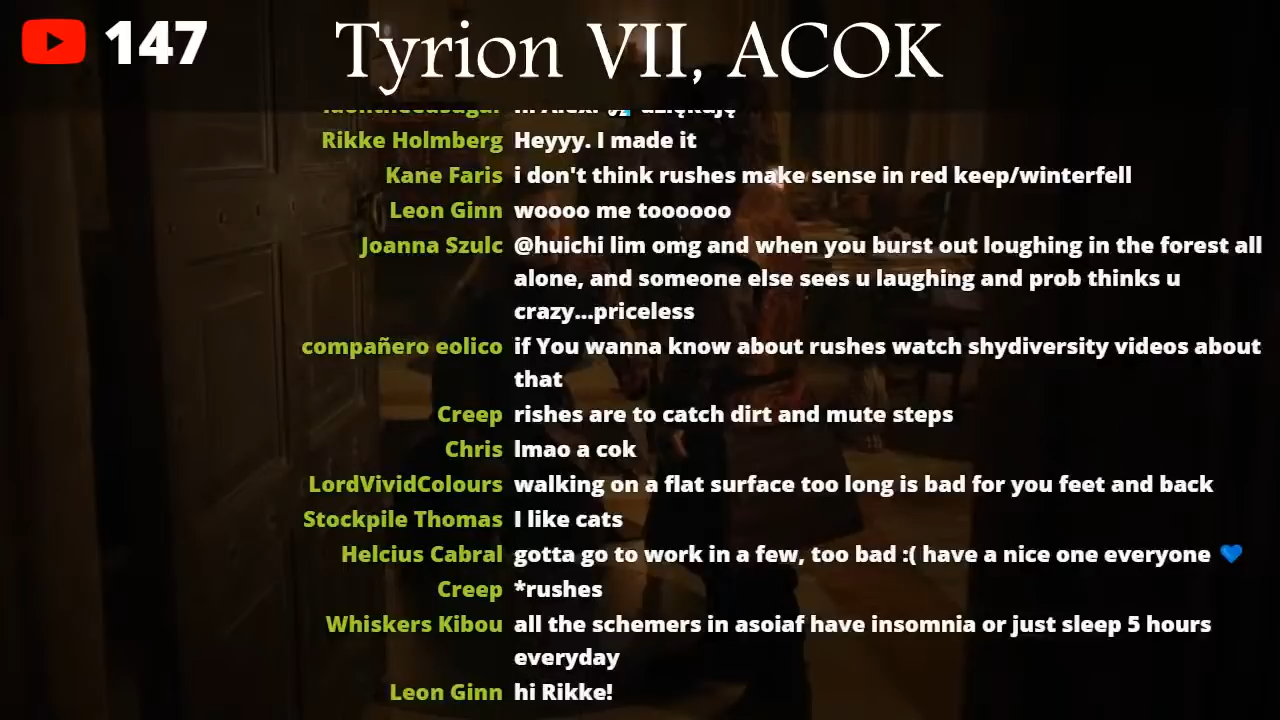 147
Tyrion VII, ACOK
Rikke Holmberg Heyyy. I made it
Kane Faris i don't think rushes make sense in red keep/winterfell
Leon Ginn woooo me toooooo
Joanna Szulc @huichi lim omg and when you burst out loughing in the forest all
alone, and someone else sees u laughing and prob thinks u
crazy...priceless
compañero eolico if You wanna know about rushes watch shydiversity videos about
that
Creep rishes are to catch dirt and mute steps
Chris lmao a cok
LordVividColours walking on a flat surface too long is bad for you feet and back
Stockpile Thomas I like cats
Helcius Cabral gotta go to work in a few, too bad :( have a nice one everyone 💙
Creep *rushes
Whiskers Kibou all the schemers in asoiaf have insomnia or just sleep 5 hours
everyday
Leon Ginn hi Rikke!